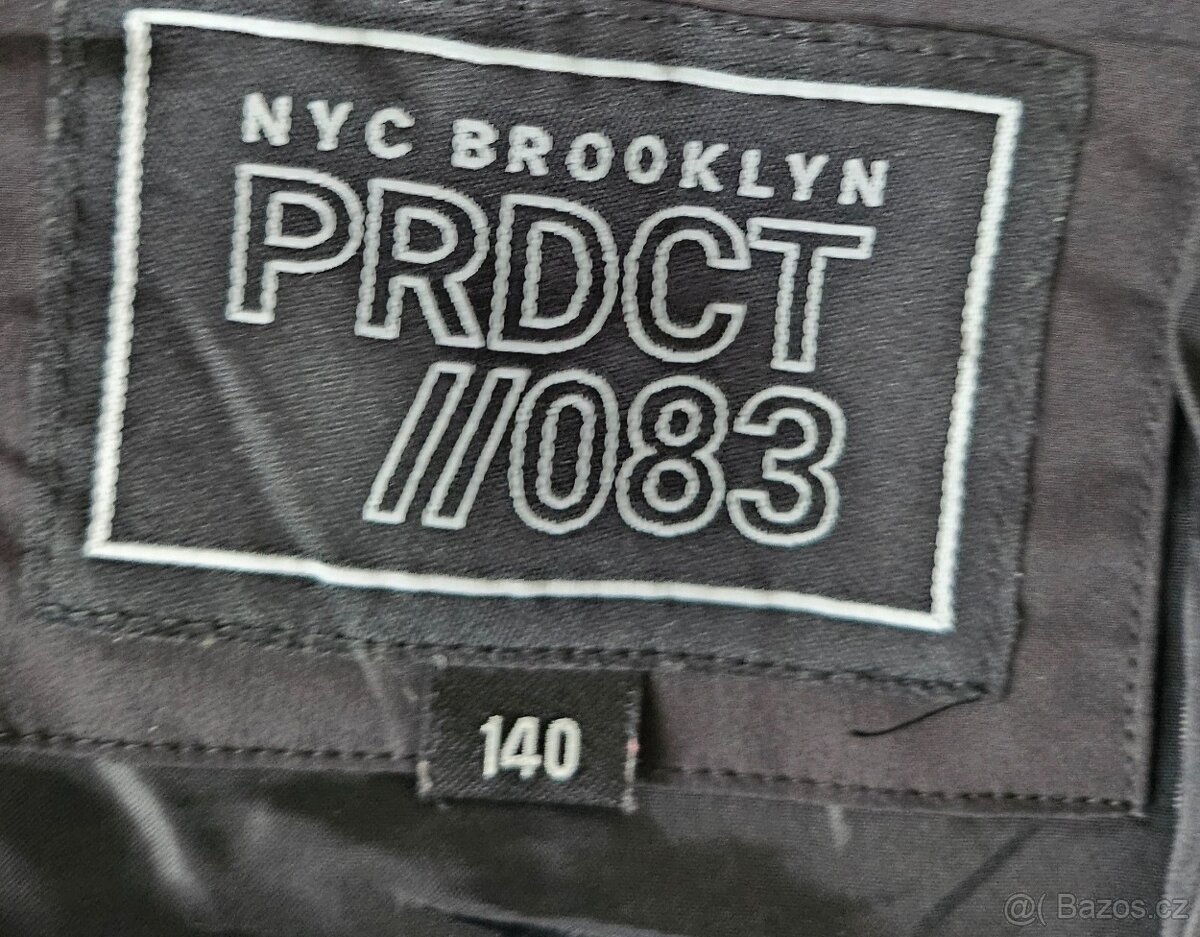 NYC BROOKLYN
PRDCT
//083
140
@( Bazos.cz